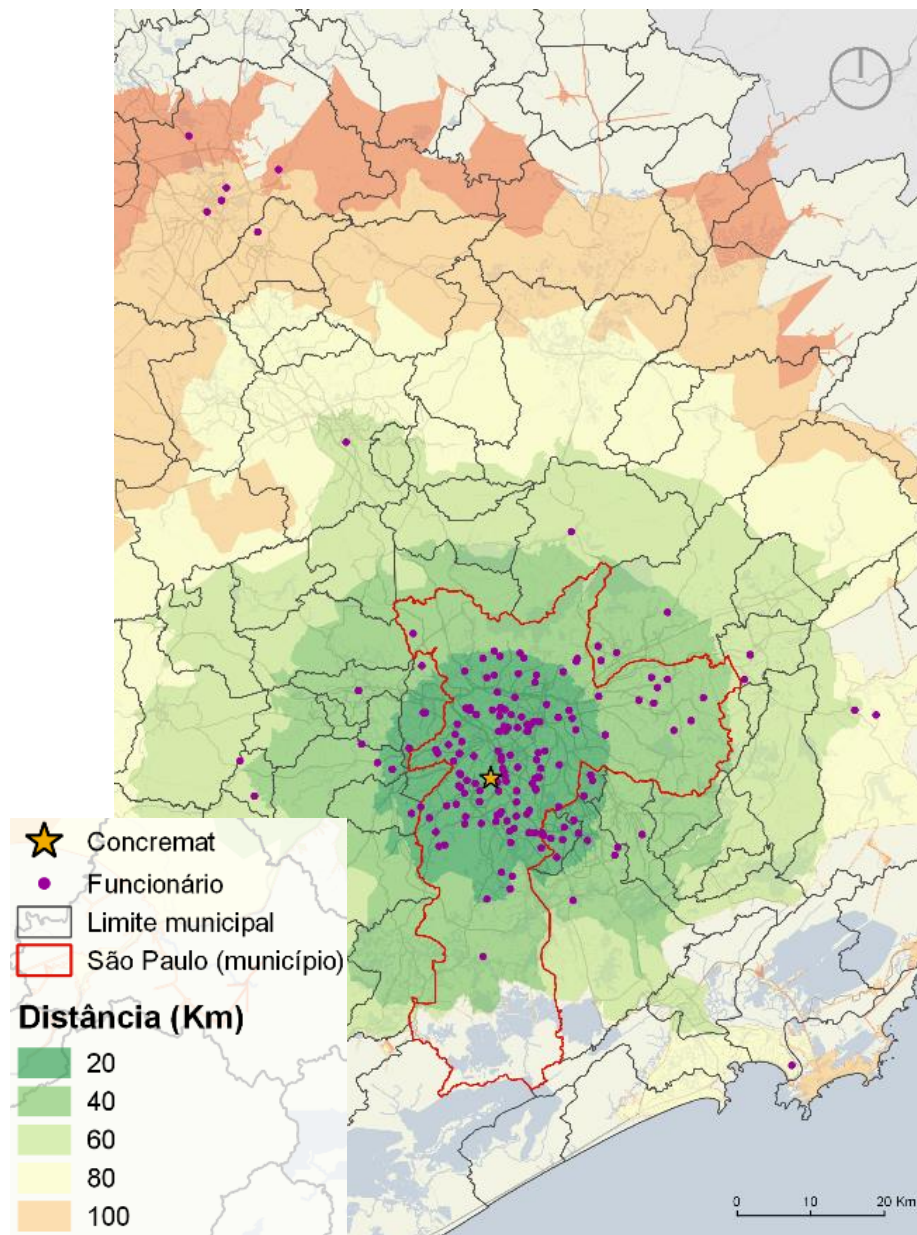 Concremat
Funcionário
Limite municipal
São Paulo (município)
Distância (Km)
20
40
60
80
100
0 10 20 Km